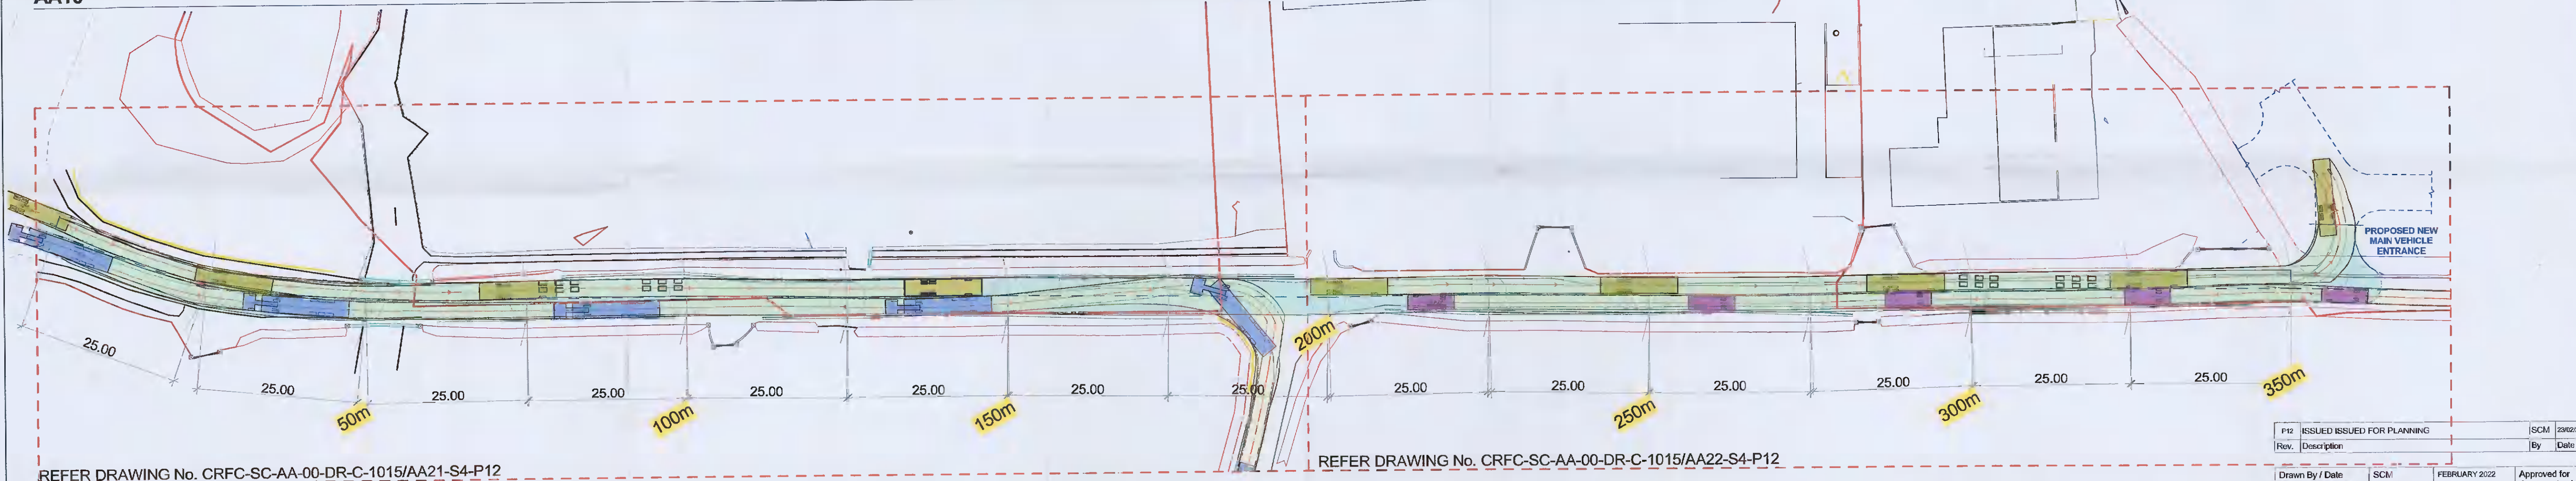 25.00
25.00
50m
25.00
25.00
100m
25.00
25.00
150m
25.00
25.00
200m
25.00
25.00
250m
25.00
25.00
300m
25.00
25.00
350m
PROPOSED NEW
MAIN VEHICLE
ENTRANCE
REFER DRAWING No. CRFC-SC-AA-00-DR-C-1015/AA21-S4-P12
REFER DRAWING No. CRFC-SC-AA-00-DR-C-1015/AA22-S4-P12
P12 ISSUED ISSUED FOR PLANNING SCM
Rev. Description By Date
Drawn By / Date SCM FEBRUARY 2022 Approved for